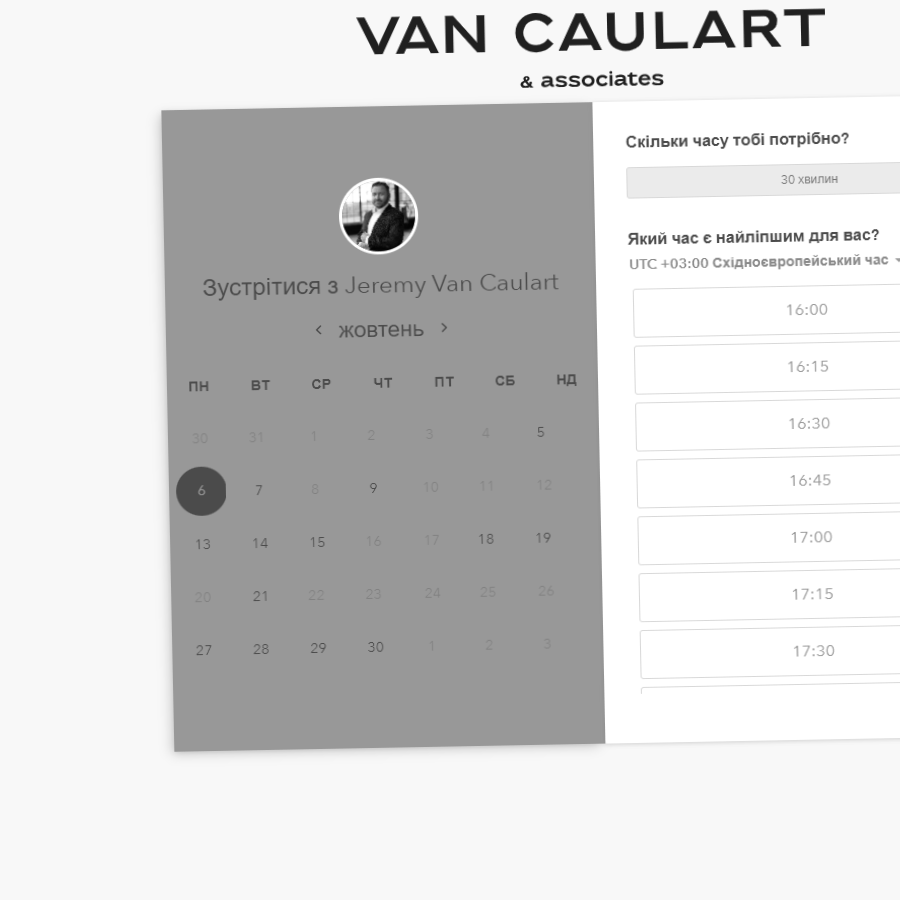 VAN CAULART
& associates
Зустрітися з Jeremy Van Caulart
жовтень
ПН ВТ СР ЧТ ПТ СБ НД
30 31 1 2 3 4 5
6 7 8 9 10 11 12
13 14 15 16 17 18 19
20 21 22 23 24 25 26
27 28 29 30 1 2 3
Скільки часу тобі потрібно?
30 хвилин
Який час є найліпшим для вас?
UTC +03:00 Східноєвропейський час
16:00
16:15
16:30
16:45
17:00
17:15
17:30